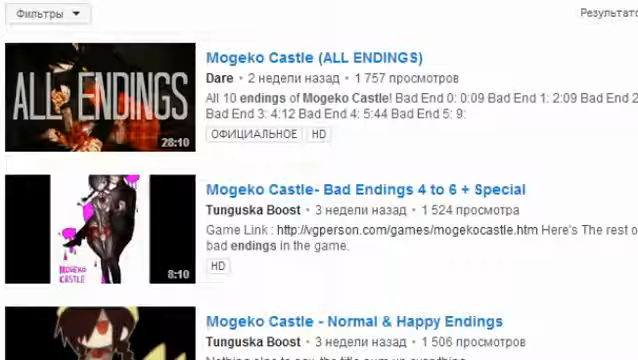 Фильтры
Результато
ALL ENDINGS
28:10
Mogeko Castle (ALL ENDINGS)
Dare • 2 недели назад • 1 757 просмотров
All 10 endings of Mogeko Castle! Bad End 0: 0:09 Bad End 1: 2:09 Bad End 2
Bad End 3: 4:12 Bad End 4: 5:44 Bad End 5: 9:
ОФИЦИАЛЬНОЕ HD
MOGEKO
CASTLE
8:10
Mogeko Castle- Bad Endings 4 to 6 + Special
Tunguska Boost • 3 недели назад • 1 524 просмотра
Game Link : http://vgperson.com/games/mogekocastle.htm Here's The rest o
bad endings in the game.
HD
Mogeko Castle - Normal & Happy Endings
Tunguska Boost • 3 недели назад • 1 506 просмотров